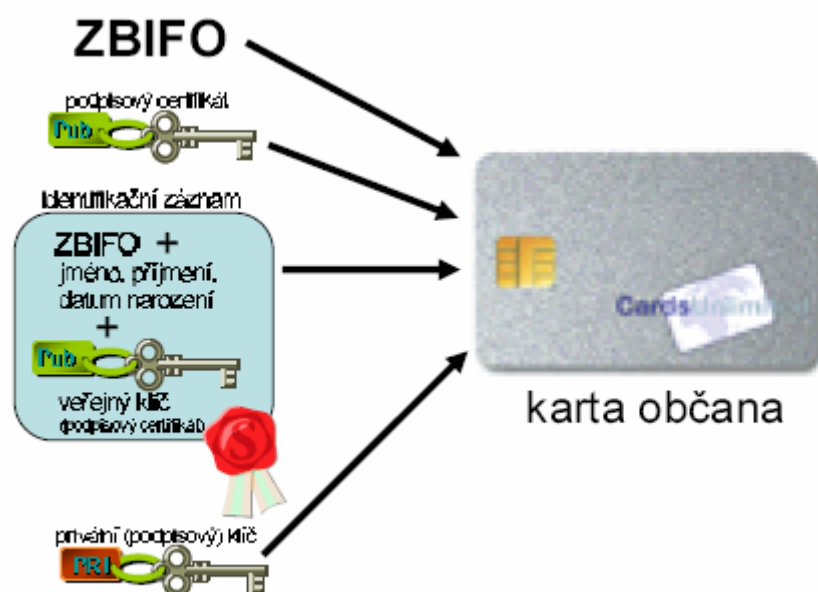 ZBIFO
podpisový certifikát
Pub
identifikační záznam
ZBIFO +
jméno, příjmení,
datum narození
+
Pub
veřejný klíč
(podpisový certifikát)
S
privátní (podpisový) klíč
PRI
CardsUnlimited
karta občana